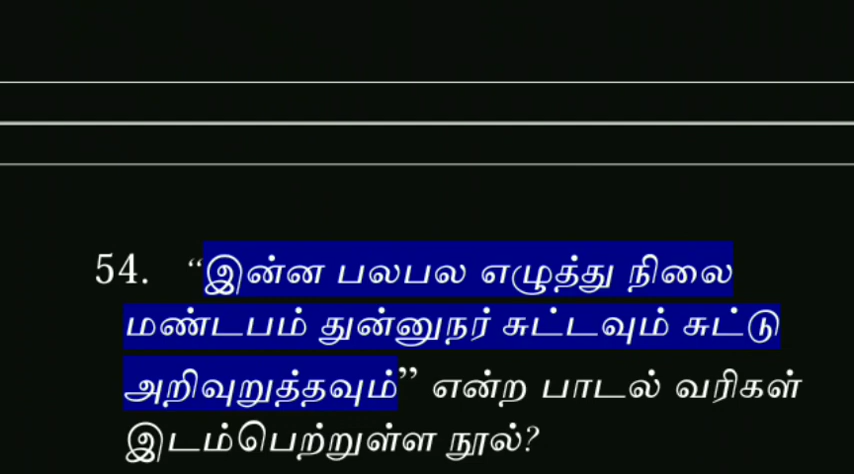 54. “இன்ன பலபல எழுத்து நிலை
மண்டபம் துன்னுநர் சுட்டவும் சுட்டு
அறிவுறுத்தவும்” என்ற பாடல் வரிகள்
இடம்பெற்றுள்ள நூல்?